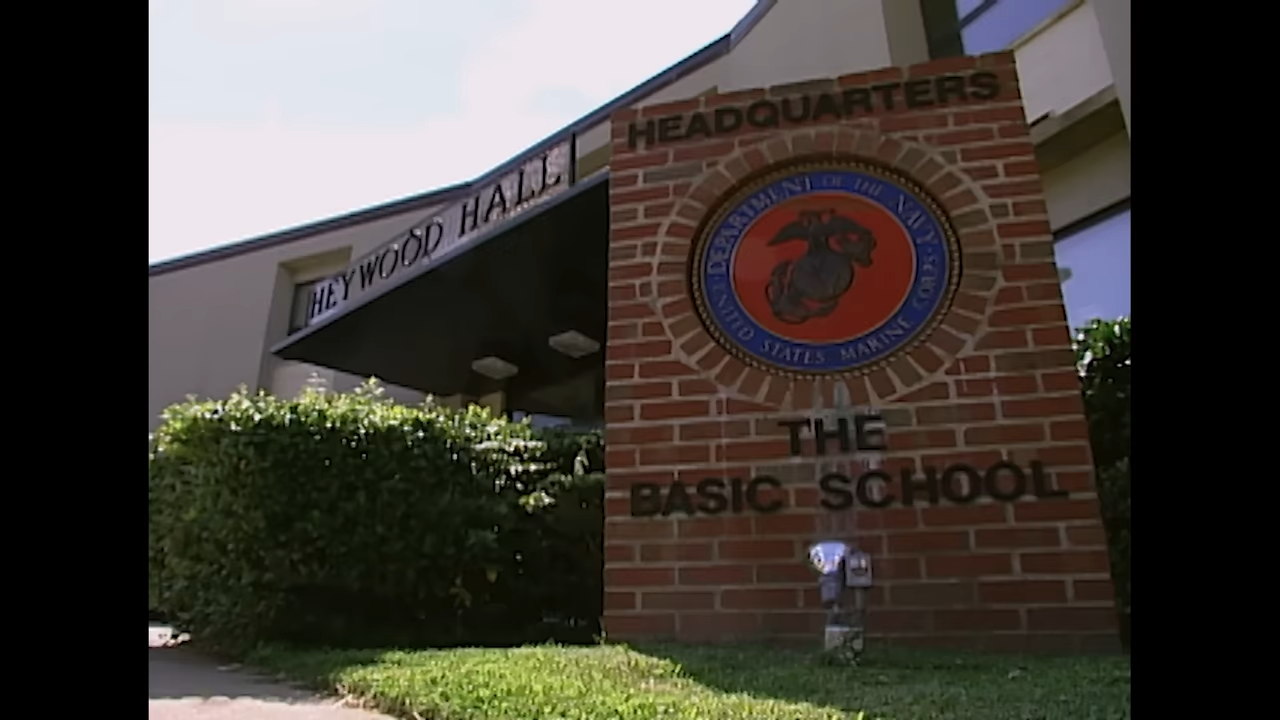 HEYWOOD HALL
HEADQUARTERS
DEPARTMENT OF THE NAVY
UNITED STATES MARINE CORPS
THE
BASIC SCHOOL